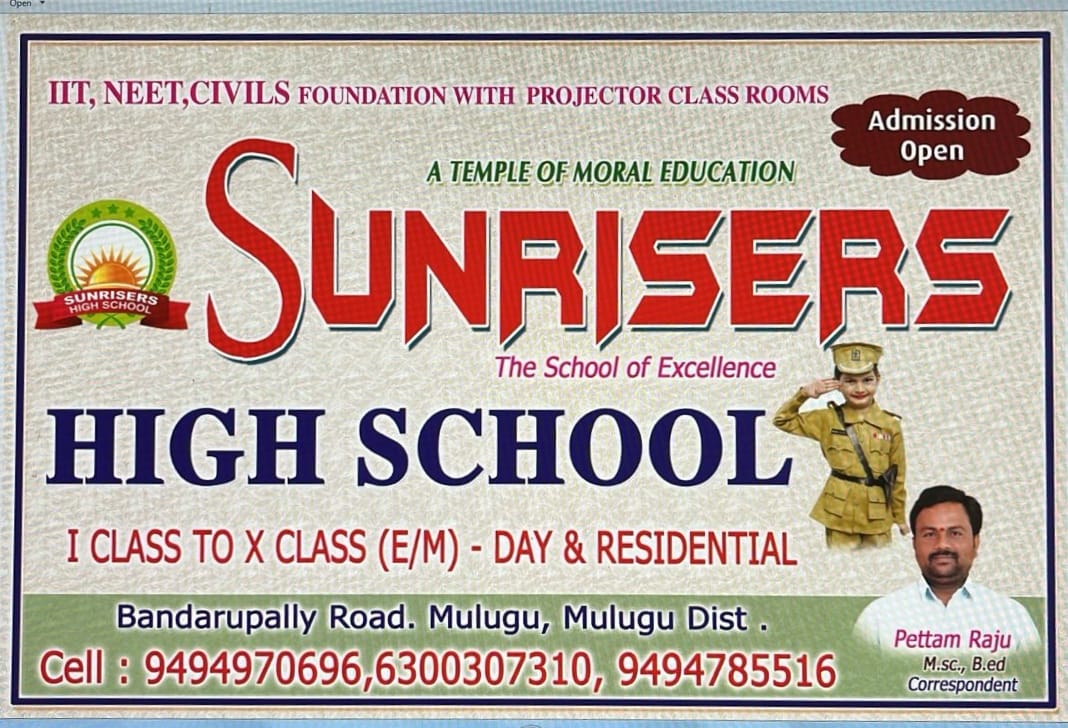 Open
IIT, NEET,CIVILS FOUNDATION WITH PROJECTOR CLASS ROOMS
Admission
Open
A TEMPLE OF MORAL EDUCATION
SUNRISERS
SUNRISERS
HIGH SCHOOL
The School of Excellence
HIGH SCHOOL
I CLASS TO X CLASS (E/M) - DAY & RESIDENTIAL
Bandarupally Road. Mulugu, Mulugu Dist .
Cell : 9494970696,6300307310, 9494785516
Pettam Raju
M.sc., B.ed
Correspondent